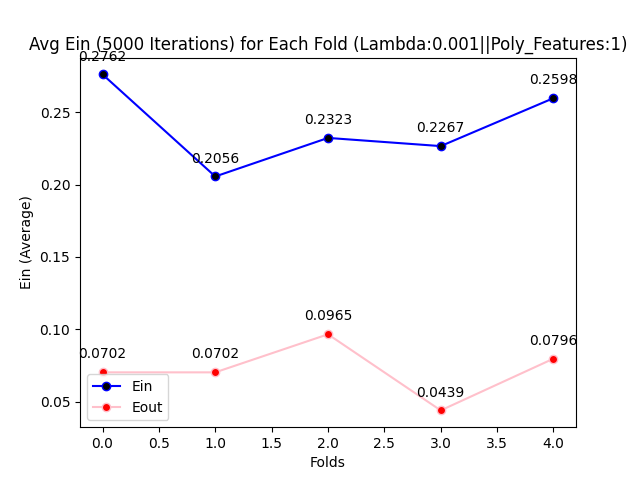 Avg Ein (5000 Iterations) for Each Fold (Lambda:0.001||Poly_Features:1)
0.2762
0.2056
0.2323
0.2267
0.2598
0.0702
0.0702
0.0965
0.0439
0.0796
Ein (Average)
0.25
0.20
0.15
0.10
0.05
Ein
Eout
0.0 0.5 1.0 1.5 2.0 2.5 3.0 3.5 4.0
Folds